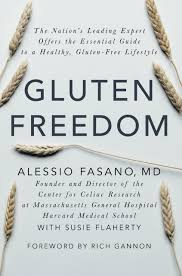 The Nation's Leading Expert
Offers the Essential Guide
to a Healthy, Gluten-Free Lifestyle
GLUTEN
FREEDOM
ALESSIO FASANO, MD
Founder and Director of the
Center for Celiac Research
at Massachusetts General Hospital
Harvard Medical School
WITH SUSIE FLAHERTY
FOREWORD BY RICH GANNON